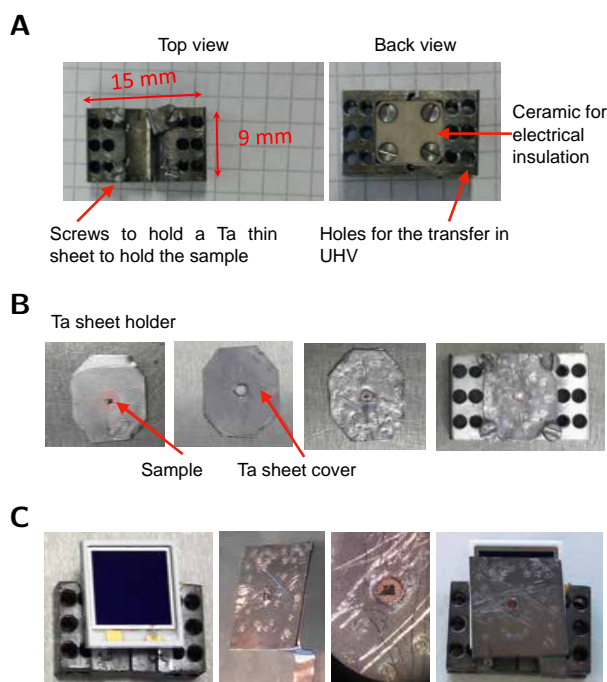 A
Top view
Back view
15 mm
9 mm
Ceramic for
electrical
insulation
Screws to hold a Ta thin
sheet to hold the sample
Holes for the transfer in
UHV
B
Ta sheet holder
Sample
Ta sheet cover
C